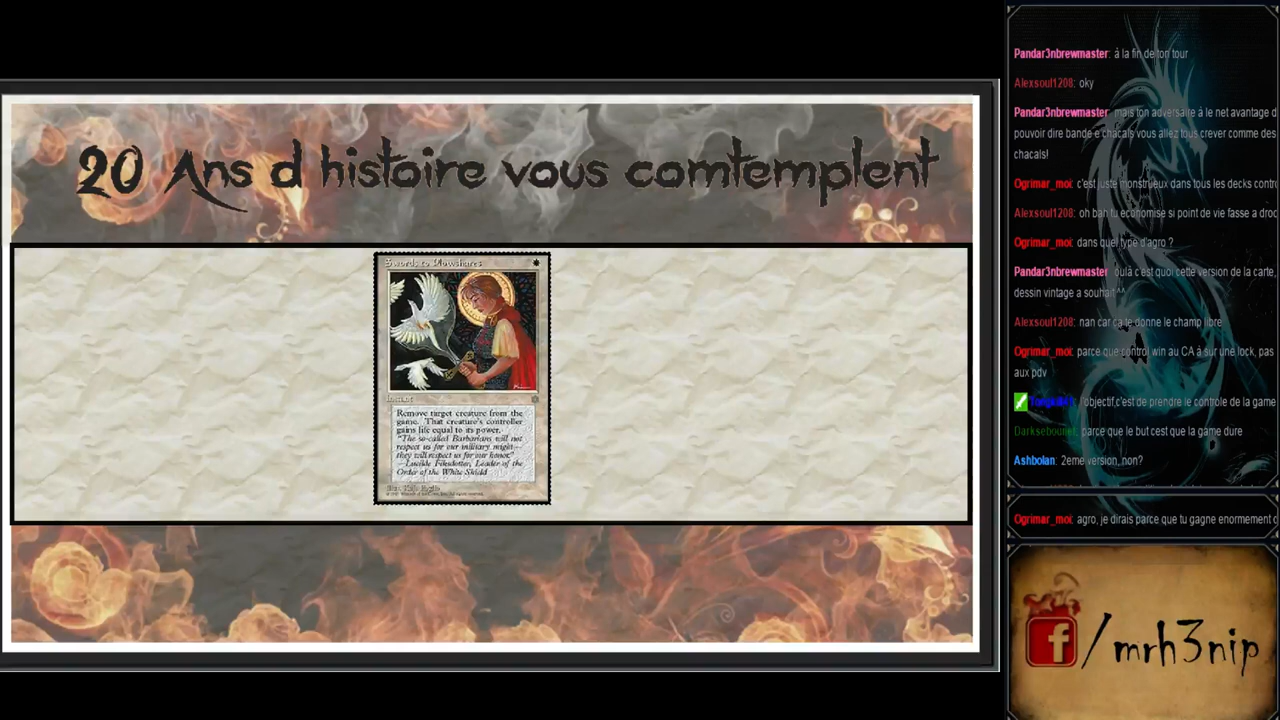 20 Ans d histoire vous comtemplent
Swords to Plowshares
Instant
Remove target creature from the
game. That creature's controller
gains life equal to its power.
"The so-called Barbarians will not
respect us for our military might—
they will respect us for our honor."
—Lucilde Fiksdotter, Leader of the
Order of the White Shield
Pandar3nbrewmaster: à la fin de ton tour
Alexsoul1208: oky
Pandar3nbrewmaster: mais ton adversaire à le net avantage d
pouvoir dire bande e chacals vous allez tous crever comme des
chacals!
Ogrimar_moi: c'est juste monstrueux dans tous les decks contr
Alexsoul1208: oh bah tu economise si point de vie fasse a droc
Ogrimar_moi: dans quel type d'agro ?
Pandar3nbrewmaster: oulà c'est quoi cette version de la carte,
dessin vintage a souhait ^^
Alexsoul1208: nan car ça te donne le champ libre
Ogrimar_moi: parce que control win au CA à sur une lock, pas
aux pdv
l'objectif,c'est de prendre le controle de la game
Darksebounet: parce que le but cest que la game dure
Ashbolan: 2eme version, non?
Ogrimar_moi: agro, je dirais parce que tu gagne enormement
f/mrh3nip